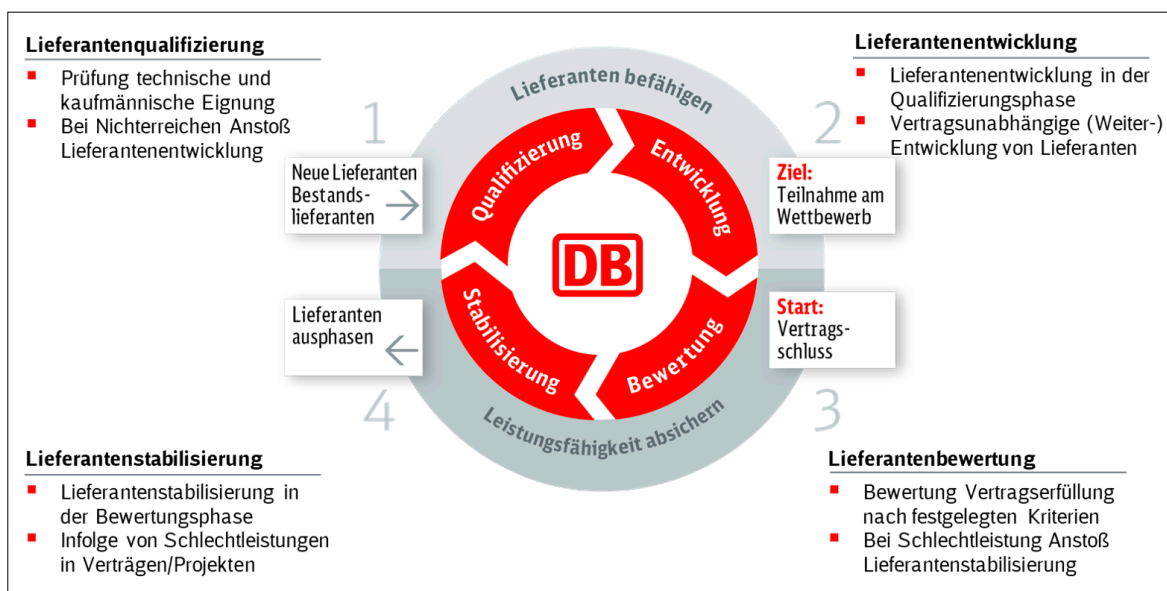 Lieferantenqualifizierung
Prüfung technische und
kaufmännische Eignung
Bei Nichterreichen Anstoß
Lieferantenentwicklung
1
Neue Lieferanten
Bestands-
lieferanten
Lieferanten befähigen
Qualifizierung
Entwicklung
DB
Stabilisierung
Bewertung
Leistungsfähigkeit absichern
Lieferantenentwicklung
Lieferantenentwicklung in der
Qualifizierungsphase
Vertragsunabhängige (Weiter-)
Entwicklung von Lieferanten
2
Ziel:
Teilnahme am
Wettbewerb
Start:
Vertrags-
schluss
3
Lieferantenbewertung
Bewertung Vertragserfüllung
nach festgelegten Kriterien
Bei Schlechtleistung Anstoß
Lieferantenstabilisierung
Lieferanten
ausphasen
4
Lieferantenstabilisierung
Lieferantenstabilisierung in
der Bewertungsphase
Infolge von Schlechtleistungen
in Verträgen/Projekten